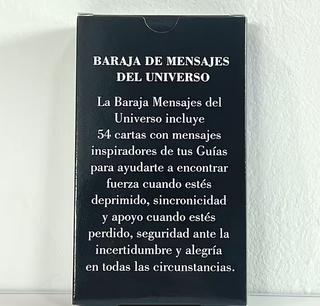 BARAJA DE MENSAJES
DEL UNIVERSO
La Baraja Mensajes del
Universo incluye
54 cartas con mensajes
inspiradores de tus Guías
para ayudarte a encontrar
fuerza cuando estés
deprimido, sincronicidad
y apoyo cuando estés
perdido, seguridad ante la
incertidumbre y alegría
en todas las circunstancias.